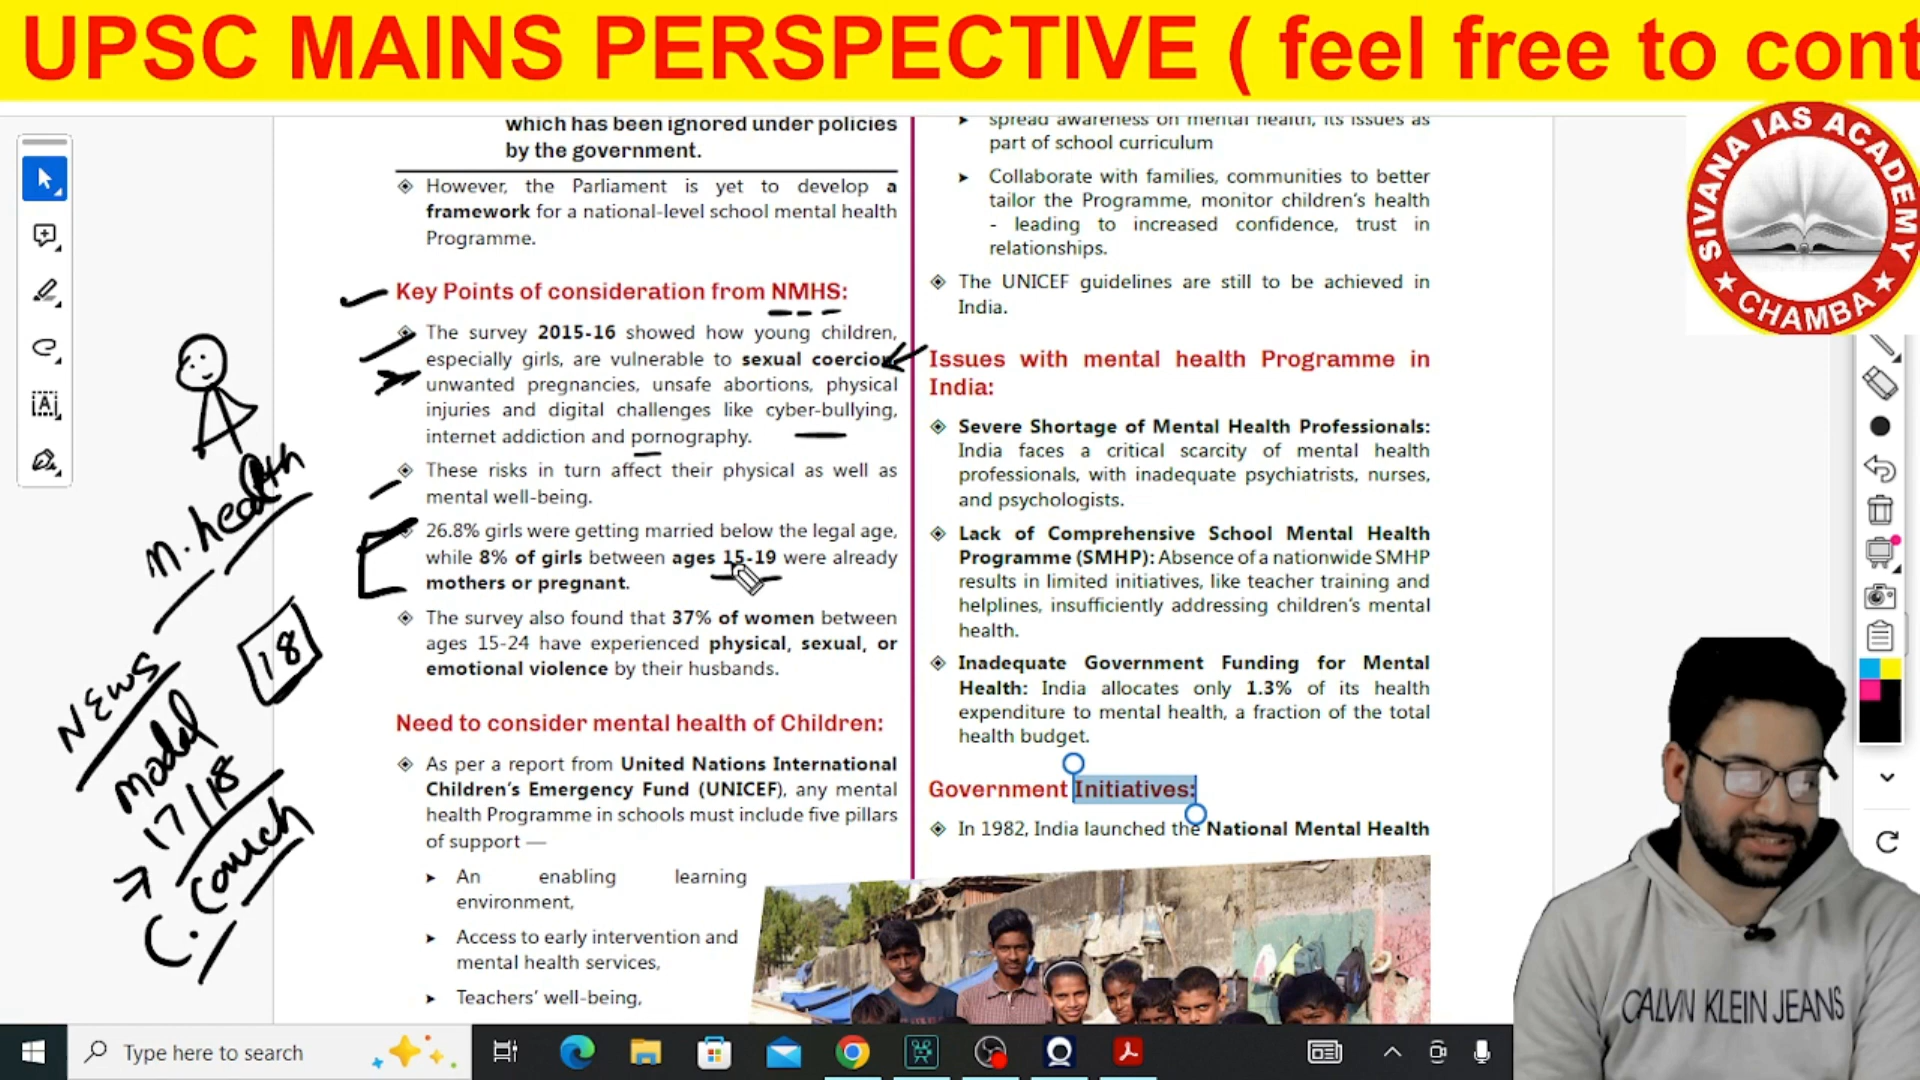 UPSC MAINS PERSPECTIVE ( feel free to cont
which has been ignored under policies
by the government.
However, the Parliament is yet to develop a
framework for a national-level school mental health
Programme.
Key Points of consideration from NMHS:
The survey 2015-16 showed how young children,
especially girls, are vulnerable to sexual coercion
unwanted pregnancies, unsafe abortions, physical
injuries and digital challenges like cyber-bullying,
internet addiction and pornography.
These risks in turn affect their physical as well as
mental well-being.
26.8% girls were getting married below the legal age,
while 8% of girls between ages 15-19 were already
mothers or pregnant.
The survey also found that 37% of women between
ages 15-24 have experienced physical, sexual, or
emotional violence by their husbands.
Need to consider mental health of Children:
As per a report from United Nations International
Children's Emergency Fund (UNICEF), any mental
health Programme in schools must include five pillars
of support —
An enabling learning
environment,
Access to early intervention and
mental health services,
Teachers' well-being,
spread awareness on mental health, its issues as
part of school curriculum
Collaborate with families, communities to better
tailor the Programme, monitor children's health
- leading to increased confidence, trust in
relationships.
The UNICEF guidelines are still to be achieved in
India.
Issues with mental health Programme in
India:
Severe Shortage of Mental Health Professionals:
India faces a critical scarcity of mental health
professionals, with inadequate psychiatrists, nurses,
and psychologists.
Lack of Comprehensive School Mental Health
Programme (SMHP): Absence of a nationwide SMHP
results in limited initiatives, like teacher training and
helplines, insufficiently addressing children's mental
health.
Inadequate Government Funding for Mental
Health: India allocates only 1.3% of its health
expenditure to mental health, a fraction of the total
health budget.
Government Initiatives:
In 1982, India launched the National Mental Health
M. health
NEWS
18
Model
17/18
C.
SIVANA IAS ACADEMY
CHAMBA
CALVIN KLEIN JEANS
Type here to search